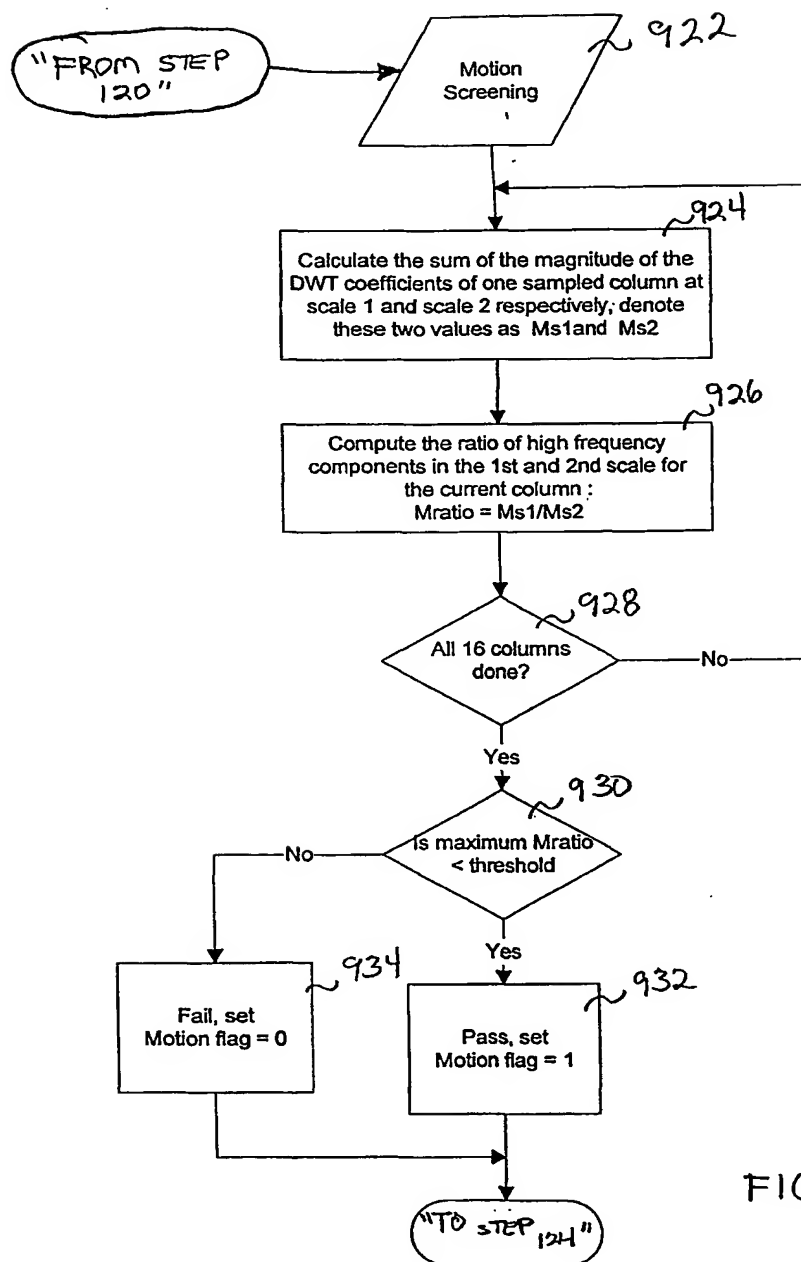 "FROM STEP
120"
922
Motion
Screening
924
Calculate the sum of the magnitude of the
DWT coefficients of one sampled column at
scale 1 and scale 2 respectively, denote
these two values as Ms1and Ms2
926
Compute the ratio of high frequency
components in the 1st and 2nd scale for
the current column :
Mratio = Ms1/Ms2
928
All 16 columns
done?
No
Yes
930
Is maximum Mratio
< threshold
No
Yes
934
Fail, set
Motion flag = 0
932
Pass, set
Motion flag = 1
"TO STEP 124"